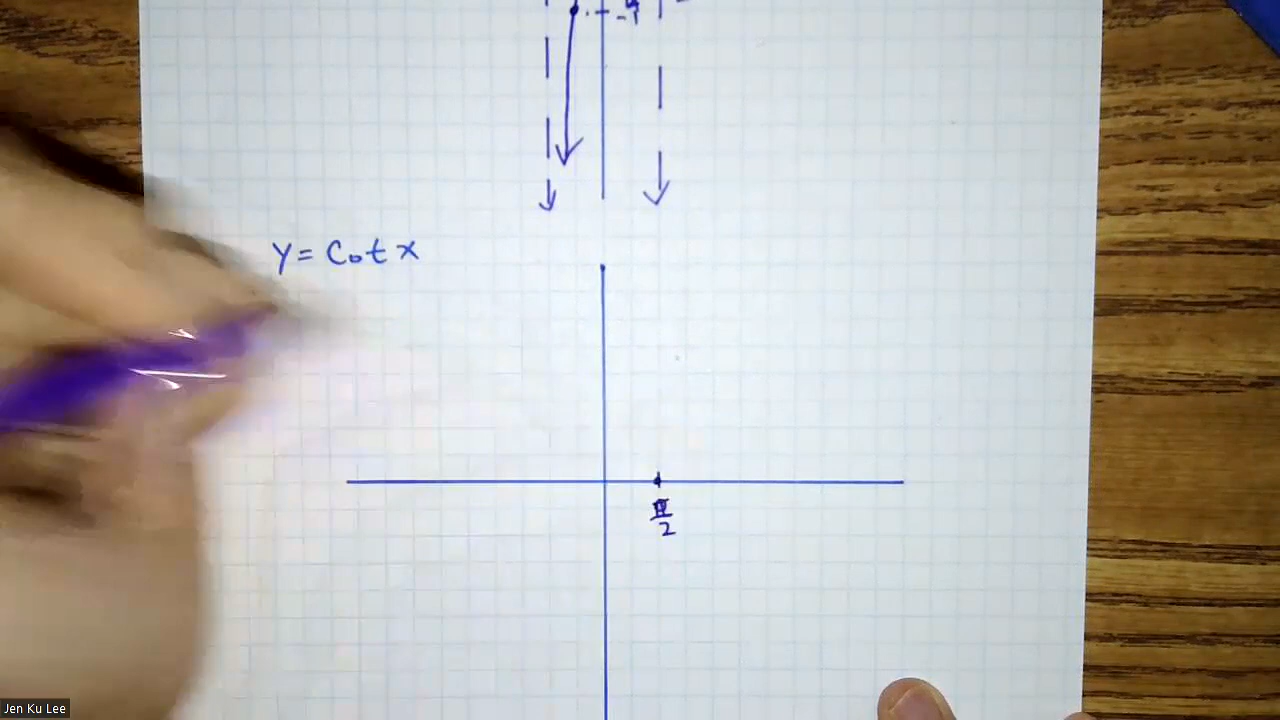 y = cot x
π
2
Jen Ku Lee